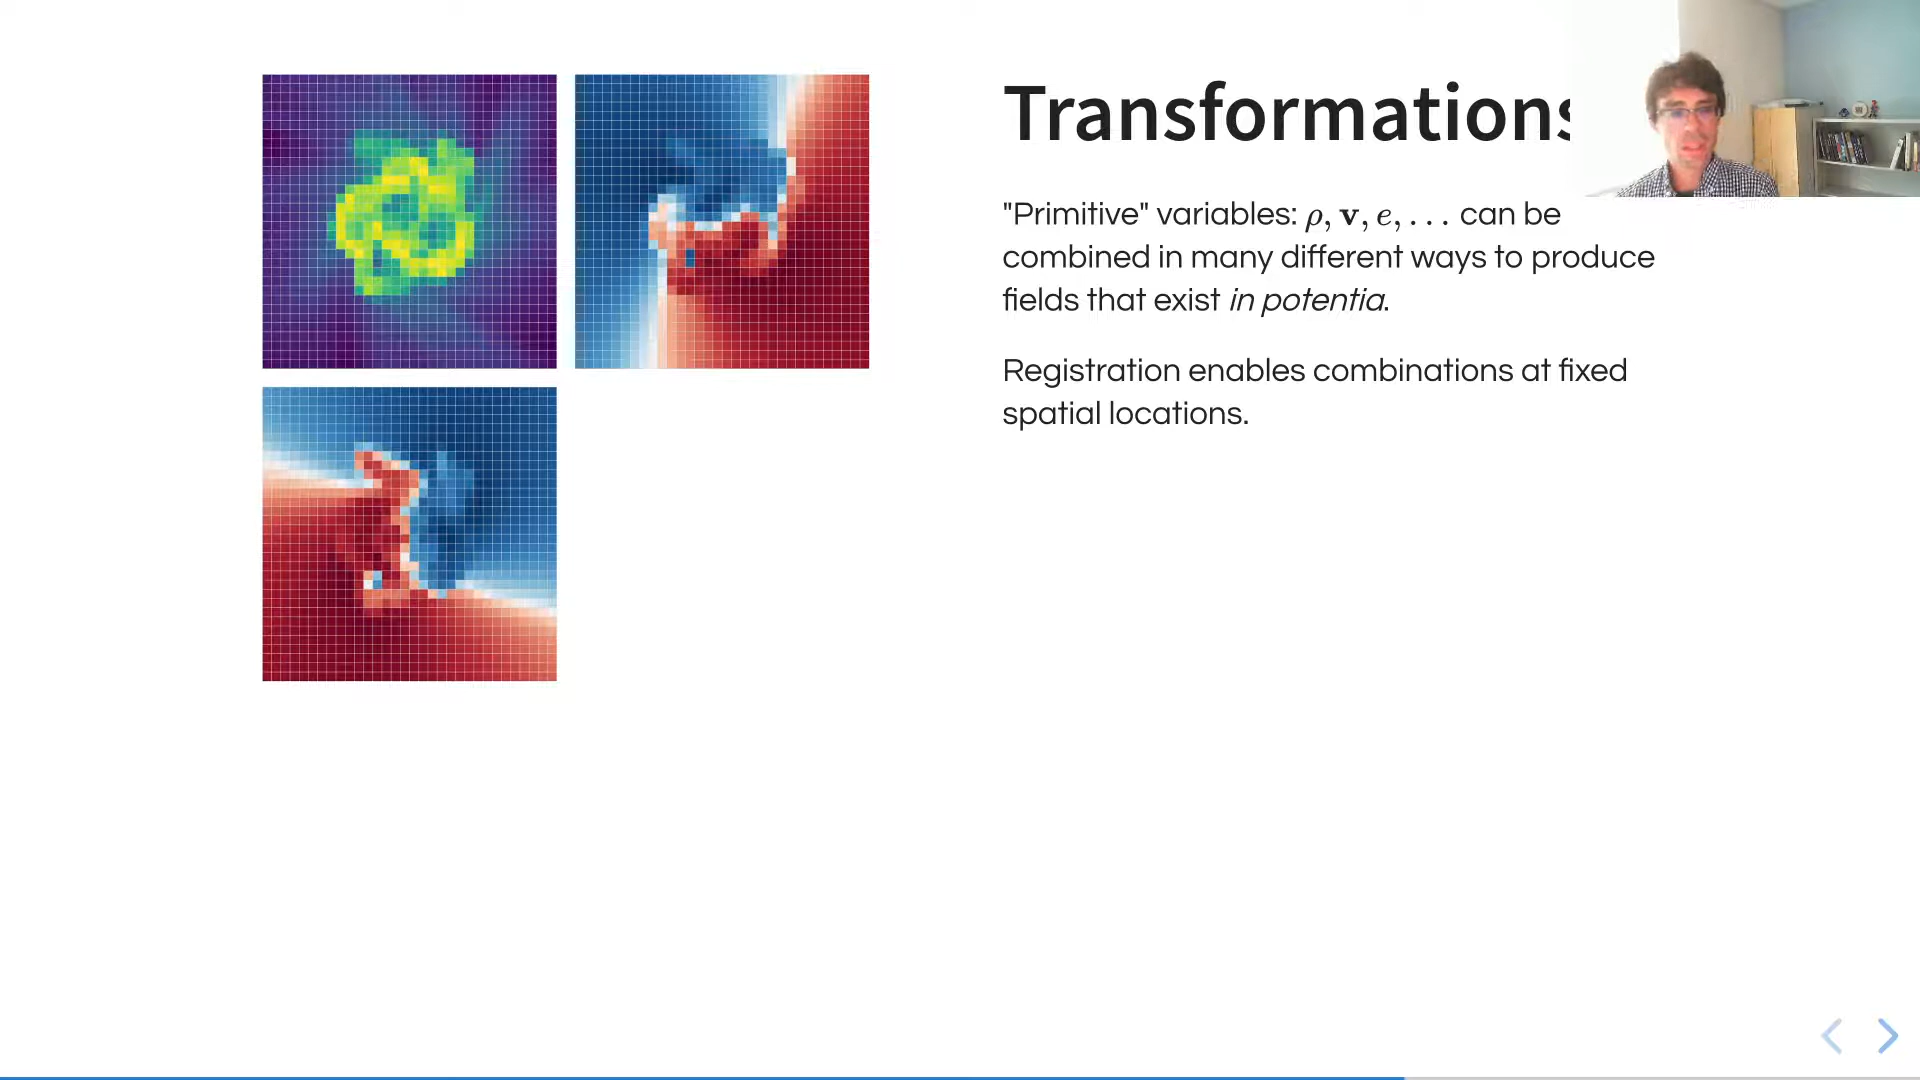 Transformations
"Primitive" variables: ρ, v, e, . . . can be
combined in many different ways to produce
fields that exist in potentia.
Registration enables combinations at fixed
spatial locations.